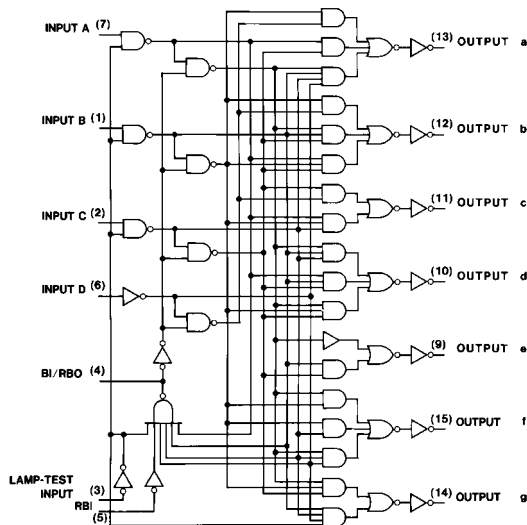 INPUT A (7)
(13) OUTPUT a
INPUT B (1)
(12) OUTPUT b
INPUT C (2)
(11) OUTPUT c
INPUT D (6)
(10) OUTPUT d
(9) OUTPUT e
BI/RBO (4)
(15) OUTPUT f
LAMP-TEST INPUT (3)
RBI (5)
(14) OUTPUT g